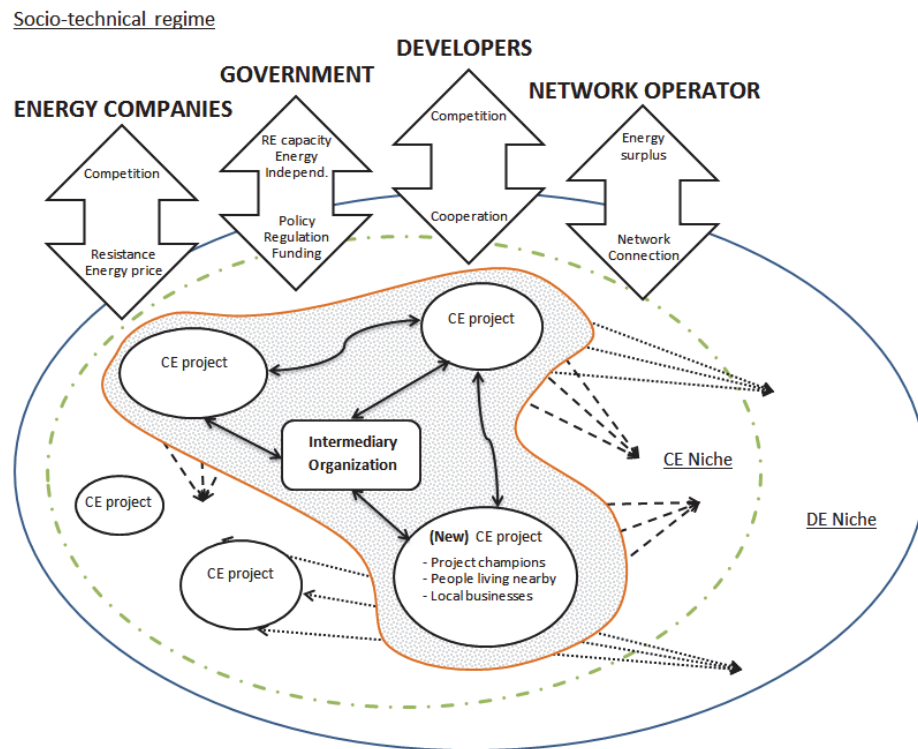 Socio-technical regime
DEVELOPERS
GOVERNMENT
NETWORK OPERATOR
ENERGY COMPANIES
Competition
Resistance
Energy price
RE capacity
Energy
Independ.
Policy
Regulation
Funding
Competition
Cooperation
Energy
surplus
Network
Connection
CE project
CE project
Intermediary
Organization
CE Niche
CE project
DE Niche
(New) CE project
- Project champions
- People living nearby
- Local businesses
CE project